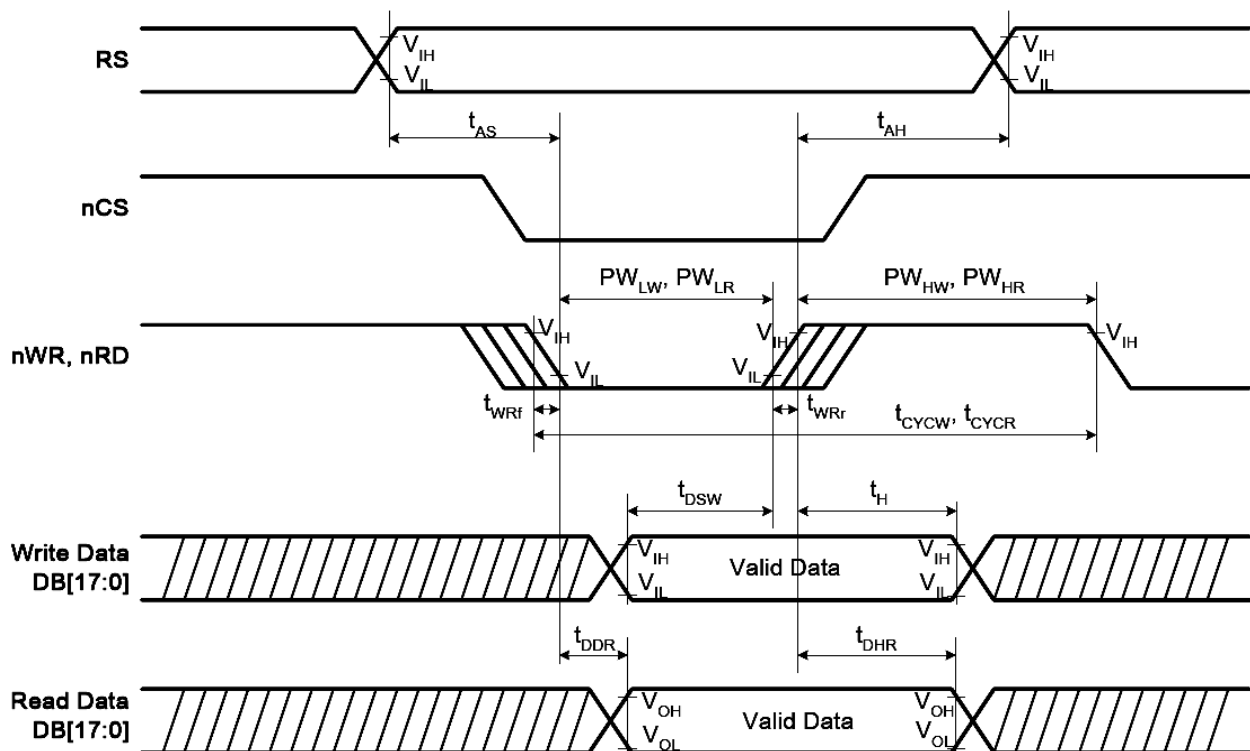 RS
V_IH
V_IL
V_IH
V_IL
t_AS
t_AH
nCS
PW_LW, PW_LR
PW_HW, PW_HR
nWR, nRD
V_IH
V_IL
V_IH
V_IL
V_IH
t_WRf
t_WRr
t_CYCW, t_CYCR
t_DSW
t_H
Write Data
DB[17:0]
V_IH
V_IL
Valid Data
V_IH
V_IL
t_DDR
t_DHR
Read Data
DB[17:0]
V_OH
V_OL
Valid Data
V_OH
V_OL